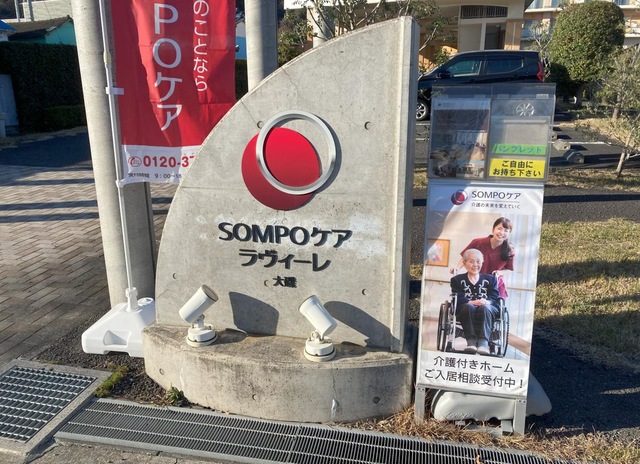 のことなら
POケア
0120-37
9:00~18
SOMPOケア
ラヴィーレ
大磯
パンフレット
ご自由に
お持ち下さい
SOMPOケア
介護の未来を変えていく
介護付きホーム
ご入居相談受付中！